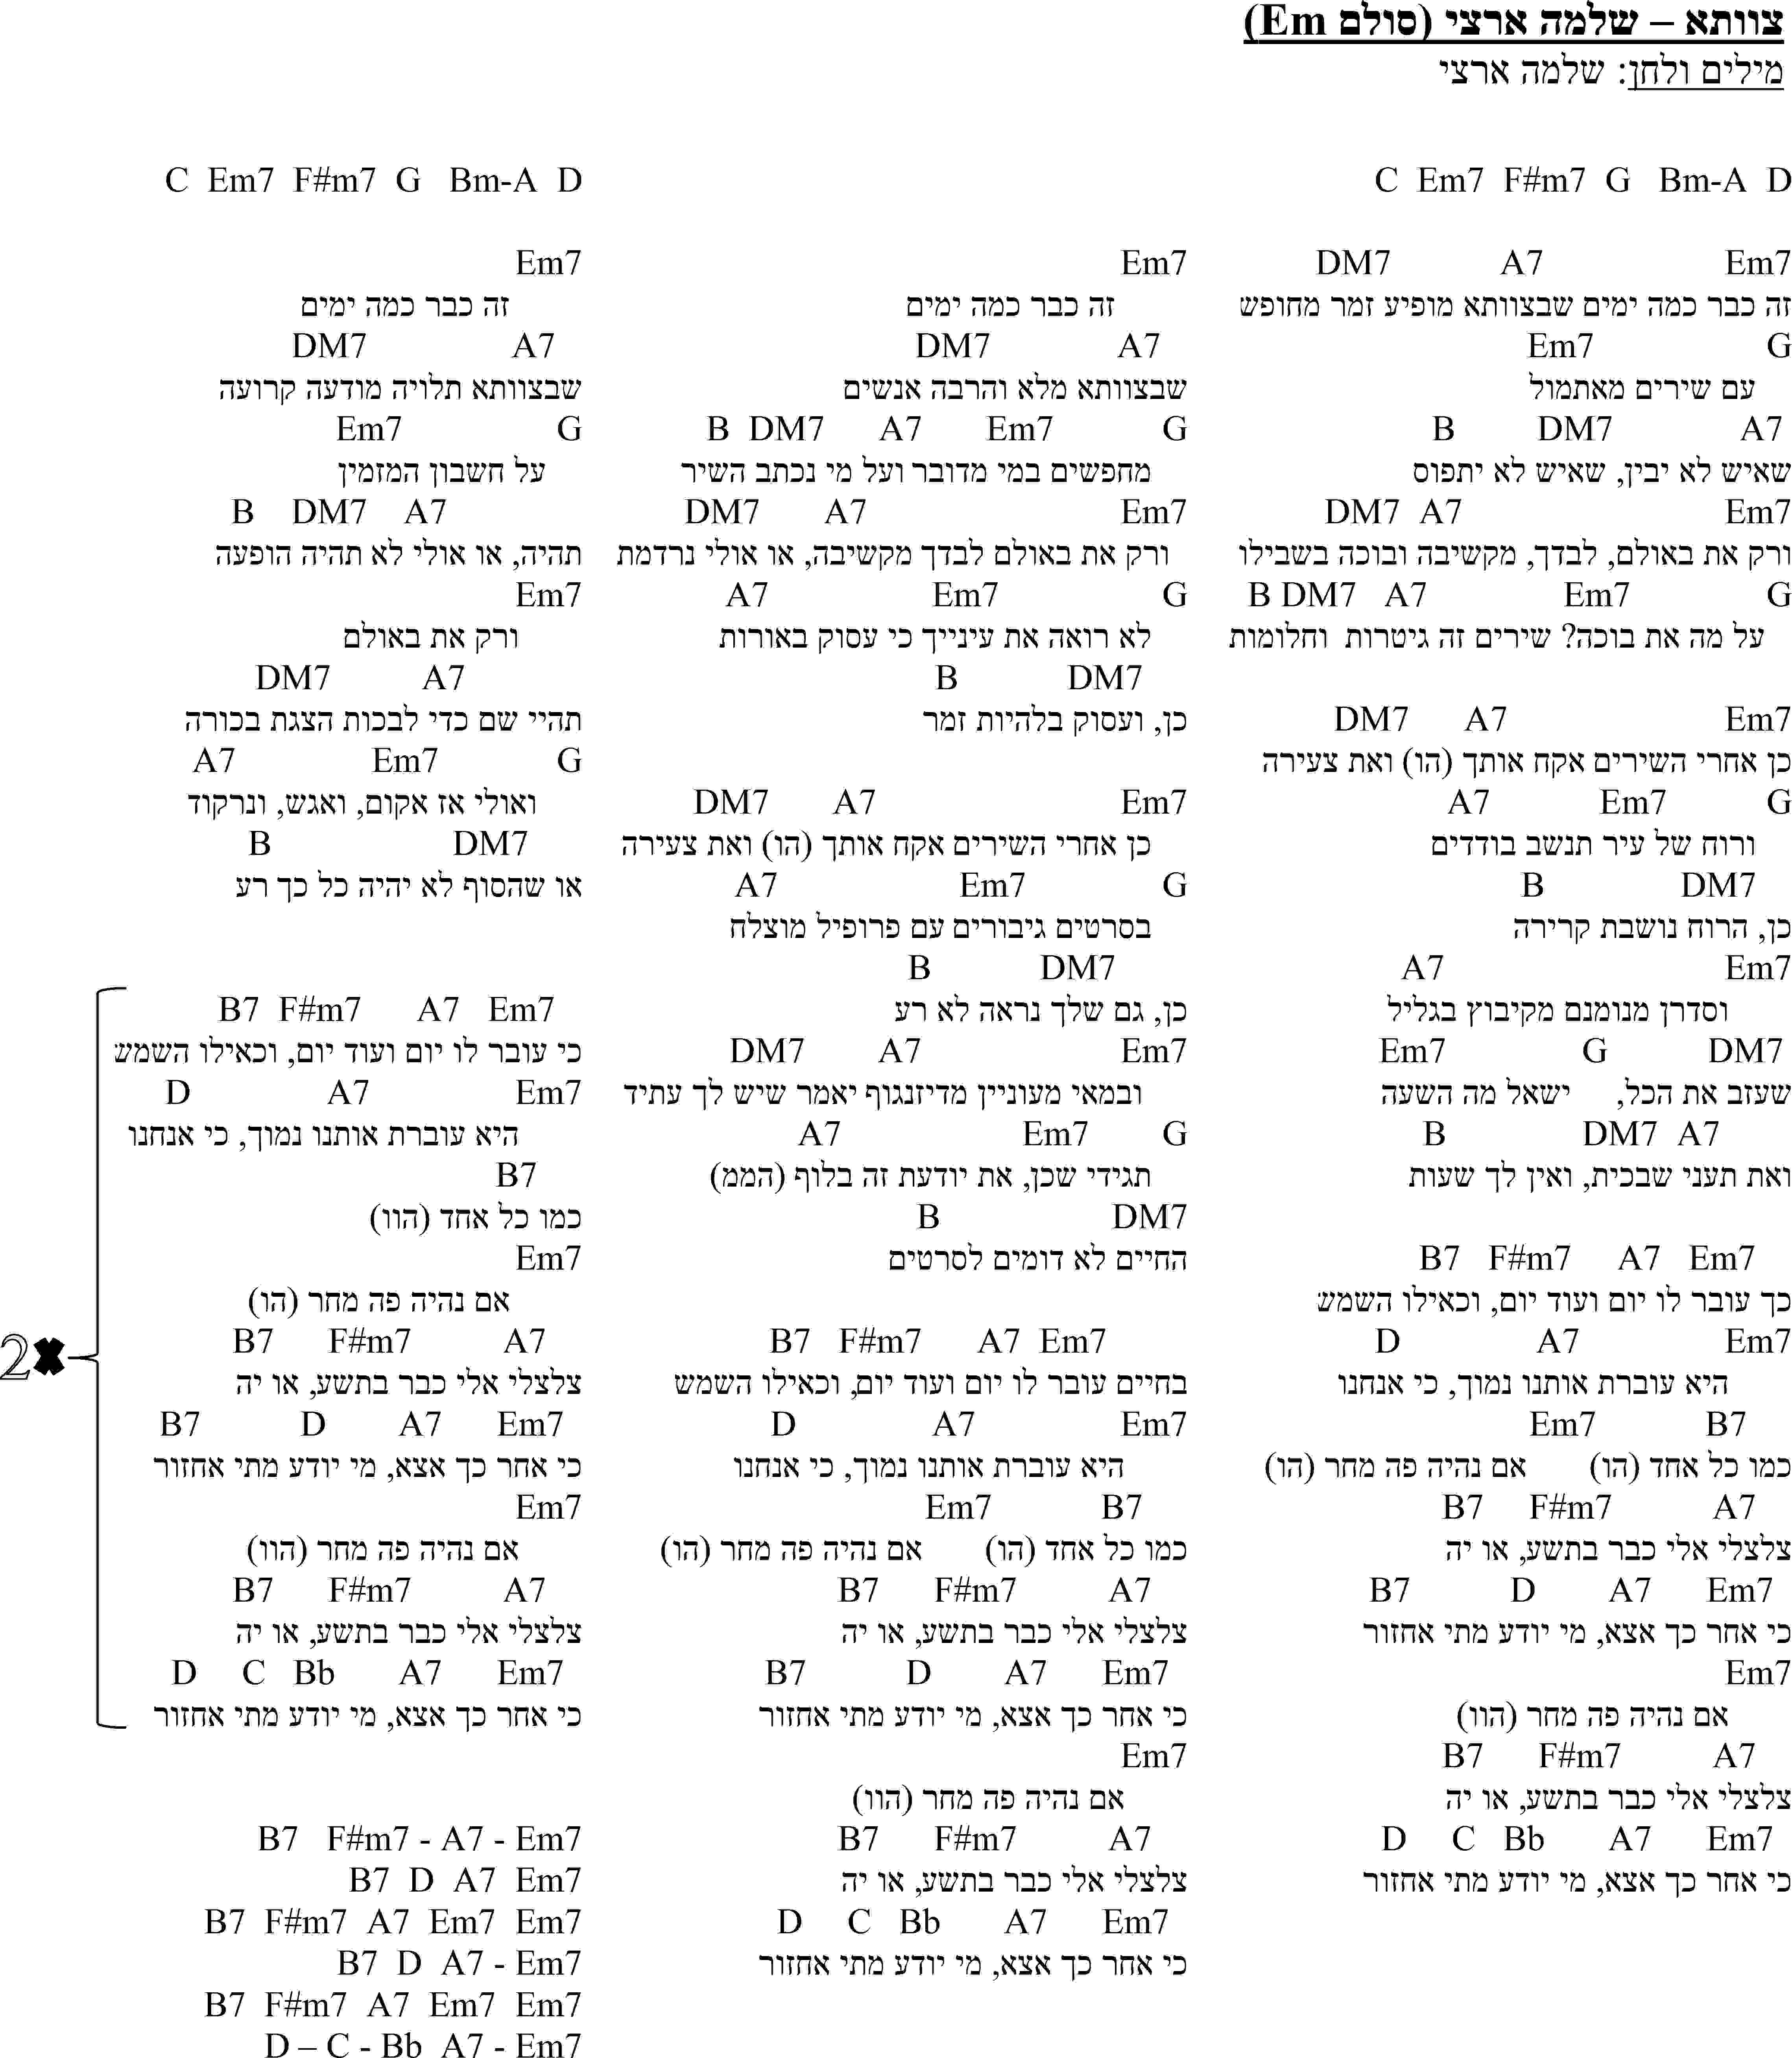 צוותא – שלמה ארצי (סולם Em)
מילים ולחן: שלמה ארצי
C  Em7  F#m7  G   Bm-A  D
DM7   A7   Em7
זה כבר כמה ימים שבצוותא מופיע זמר מחופש
Em7   G
עם שירים מאתמול
B   DM7   A7
שאיש לא יבין, שאיש לא יתפוס
DM7  A7   Em7
ורק את באולם, לבדך, מקשיבה ובוכה בשבילו
B DM7   A7   Em7   G
על מה את בוכה? שירים זה גיטרות  וחלומות
DM7   A7   Em7
כן אחרי השירים אקח אותך (הו) ואת צעירה
A7   Em7   G
ורוח של עיר תנשב בודדים
B   DM7
כן, הרוח נושבת קרירה
A7   Em7
וסדרן מנומנם מקיבוץ בגליל
Em7   G   DM7
שעזב את הכל,    ישאל מה השעה
B   DM7  A7
ואת תעני שבכית, ואין לך שעות
B7   F#m7   A7   Em7
כך עובר לו יום ועוד יום, וכאילו השמש
D   A7   Em7
היא עוברת אותנו נמוך, כי אנחנו
Em7   B7
כמו כל אחד (הו)     אם נהיה פה מחר (הו)
B7   F#m7   A7
צלצלי אלי כבר בתשע, או יה
B7   D   A7   Em7
כי אחר כך אצא, מי יודע מתי אחזור
Em7
אם נהיה פה מחר (הוו)
B7   F#m7   A7
צלצלי אלי כבר בתשע, או יה
D   C   Bb   A7   Em7
כי אחר כך אצא, מי יודע מתי אחזור
Em7
זה כבר כמה ימים
DM7   A7
שבצוותא מלא והרבה אנשים
B  DM7   A7   Em7   G
מחפשים במי מדובר ועל מי נכתב השיר
DM7   A7   Em7
ורק את באולם לבדך מקשיבה, או אולי נרדמת
A7   Em7   G
לא רואה את עינייך כי עסוק באורות
B   DM7
כן, ועסוק בלהיות זמר
DM7   A7   Em7
כן אחרי השירים אקח אותך (הו) ואת צעירה
A7   Em7   G
בסרטים גיבורים עם פרופיל מוצלח
B   DM7
כן, גם שלך נראה לא רע
DM7   A7   Em7
ובמאי מעוניין מדיזנגוף יאמר שיש לך עתיד
A7   Em7   G
תגידי שכן, את יודעת זה בלוף (הממ)
B   DM7
החיים לא דומים לסרטים
B7   F#m7   A7  Em7
בחיים עובר לו יום ועוד יום, וכאילו השמש
D   A7   Em7
היא עוברת אותנו נמוך, כי אנחנו
Em7   B7
כמו כל אחד (הו)     אם נהיה פה מחר (הו)
B7   F#m7   A7
צלצלי אלי כבר בתשע, או יה
B7   D   A7   Em7
כי אחר כך אצא, מי יודע מתי אחזור
Em7
אם נהיה פה מחר (הוו)
B7   F#m7   A7
צלצלי אלי כבר בתשע, או יה
D   C   Bb   A7   Em7
כי אחר כך אצא, מי יודע מתי אחזור
C  Em7  F#m7  G   Bm-A  D
Em7
זה כבר כמה ימים
DM7   A7
שבצוותא תלויה מודעה קרועה
Em7   G
על חשבון המזמין
B   DM7   A7
תהיה, או אולי לא תהיה הופעה
Em7
ורק את באולם
DM7   A7
תהיי שם כדי לבכות הצגת בכורה
A7   Em7   G
ואולי אז אקום, ואגש, ונרקוד
B   DM7
או שהסוף לא יהיה כל כך רע
B7  F#m7   A7   Em7
כי עובר לו יום ועוד יום, וכאילו השמש
D   A7   Em7
היא עוברת אותנו נמוך, כי אנחנו
B7
כמו כל אחד (הוו)
Em7
אם נהיה פה מחר (הו)
B7   F#m7   A7
צלצלי אלי כבר בתשע, או יה
B7   D   A7   Em7
כי אחר כך אצא, מי יודע מתי אחזור
Em7
אם נהיה פה מחר (הוו)
B7   F#m7   A7
צלצלי אלי כבר בתשע, או יה
D   C   Bb   A7   Em7
כי אחר כך אצא, מי יודע מתי אחזור
2✖
B7   F#m7 - A7 - Em7
B7  D  A7  Em7
B7  F#m7  A7  Em7  Em7
B7  D  A7 - Em7
B7  F#m7  A7  Em7  Em7
D – C - Bb  A7 - Em7